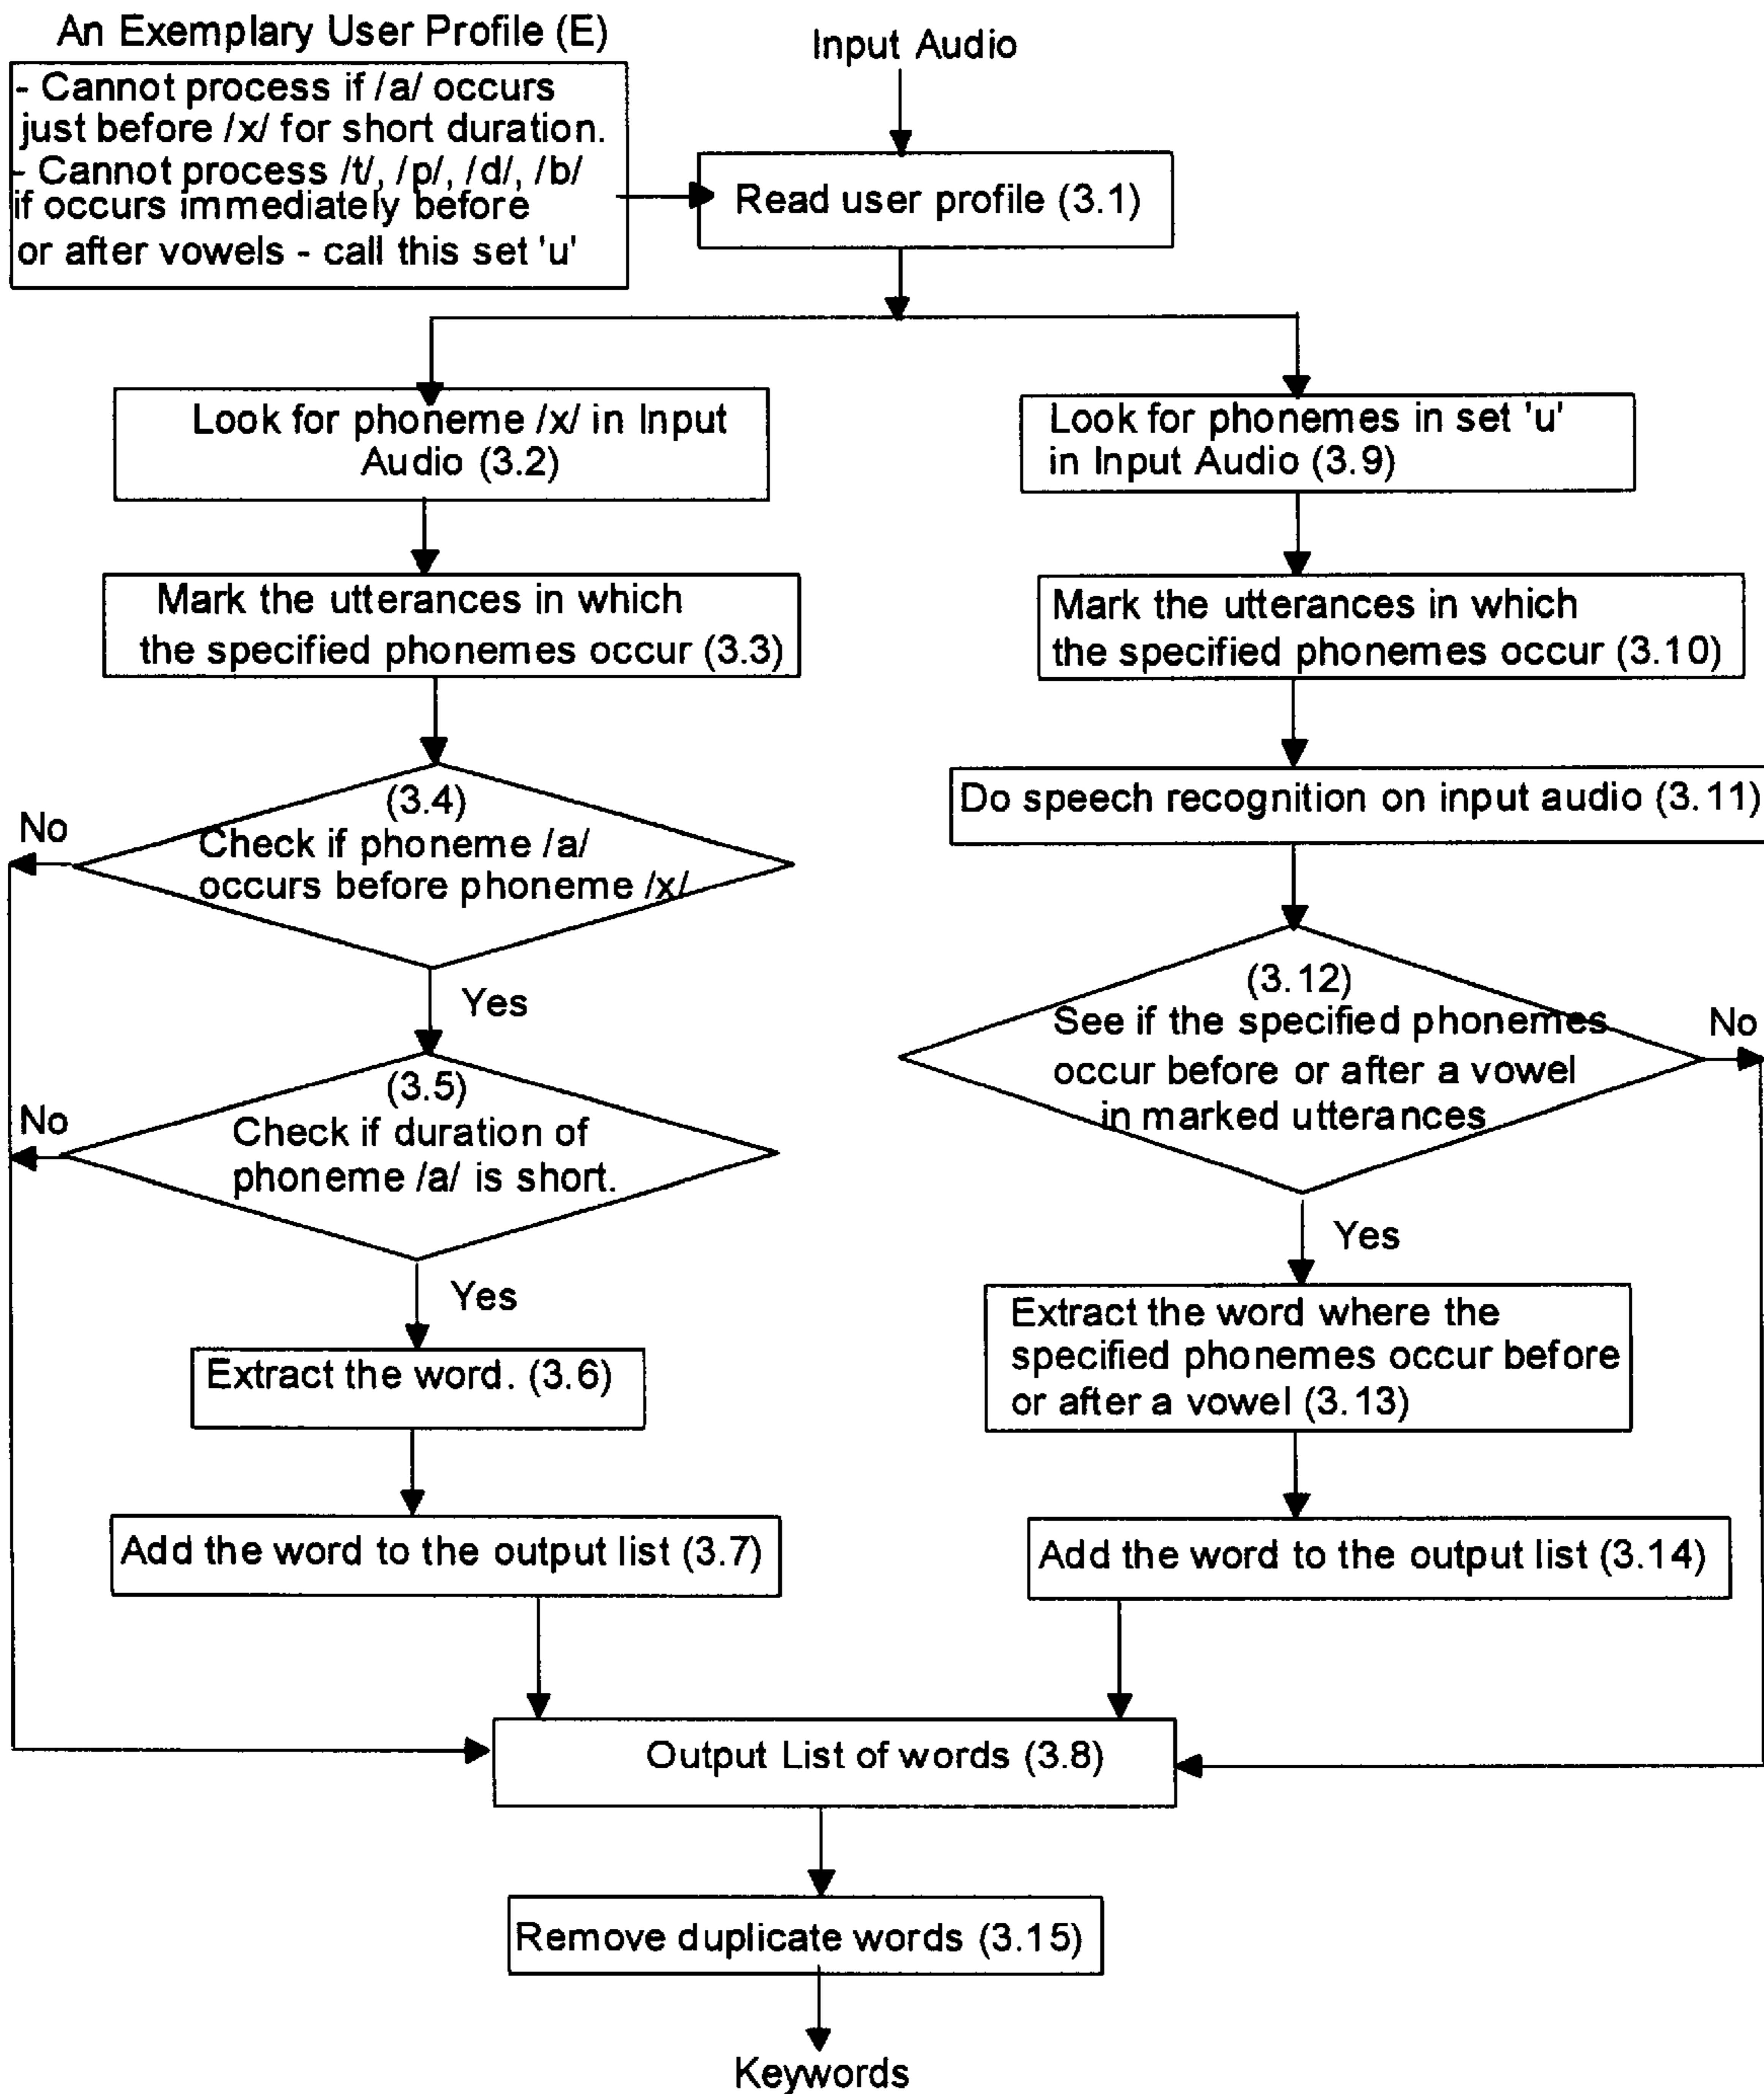 An Exemplary User Profile (E)
- Cannot process if /a/ occurs
just before /x/ for short duration.
- Cannot process /t/, /p/, /d/, /b/
if occurs immediately before
or after vowels - call this set 'u'
Input Audio
Read user profile (3.1)
Look for phoneme /x/ in Input
Audio (3.2)
Mark the utterances in which
the specified phonemes occur (3.3)
(3.4)
Check if phoneme /a/
occurs before phoneme /x/
No
Yes
(3.5)
Check if duration of
phoneme /a/ is short.
No
Yes
Extract the word. (3.6)
Add the word to the output list (3.7)
Look for phonemes in set 'u'
in Input Audio (3.9)
Mark the utterances in which
the specified phonemes occur (3.10)
Do speech recognition on input audio (3.11)
(3.12)
See if the specified phonemes
occur before or after a vowel
in marked utterances
No
Yes
Extract the word where the
specified phonemes occur before
or after a vowel (3.13)
Add the word to the output list (3.14)
Output List of words (3.8)
Remove duplicate words (3.15)
Keywords